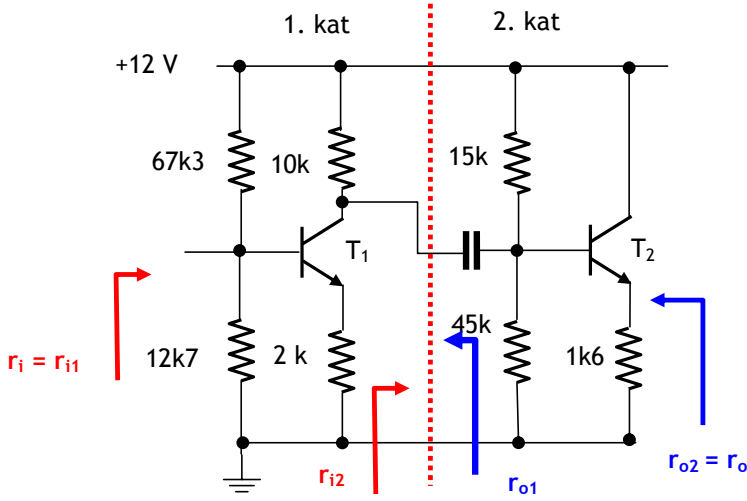 1. kat
2. kat
+12 V
67k3
10k
15k
T1
T2
45k
12k7
2 k
1k6
ri = ri1
ri2
ro1
ro2 = ro